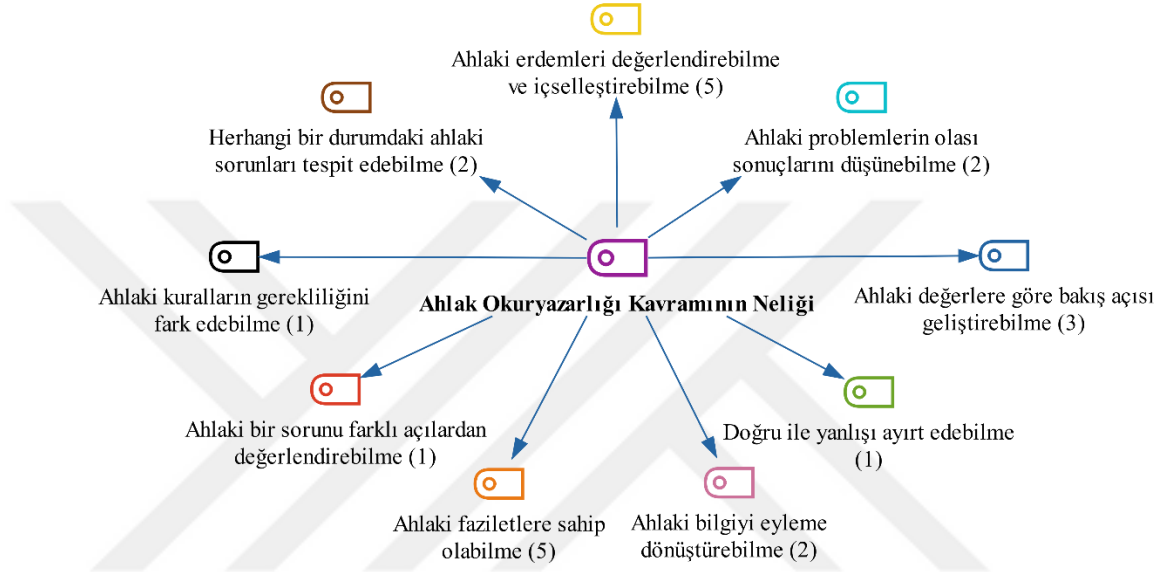 Ahlaki erdemleri değerlendirebilme
ve içselleştirebilme (5)
Herhangi bir durumdaki ahlaki
sorunları tespit edebilme (2)
Ahlaki problemlerin olası
sonuçlarını düşünebilme (2)
Ahlaki kuralların gerekliliğini
fark edebilme (1)
Ahlak Okuryazarlığı Kavramının Neliği
Ahlaki değerlere göre bakış açısı
geliştirebilme (3)
Ahlaki bir sorunu farklı açılardan
değerlendirebilme (1)
Doğru ile yanlışı ayırt edebilme
(1)
Ahlaki faziletlere sahip
olabilme (5)
Ahlaki bilgiyi eyleme
dönüştürebilme (2)